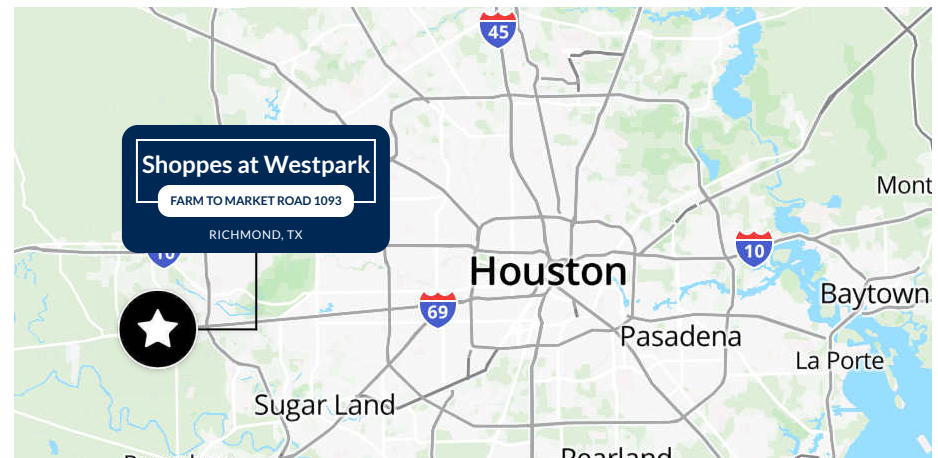 45
Shoppes at Westpark
FARM TO MARKET ROAD 1093
RICHMOND, TX
Mont
10
10
Houston
Baytown
69
Pasadena
La Porte
Sugar Land
Pearland